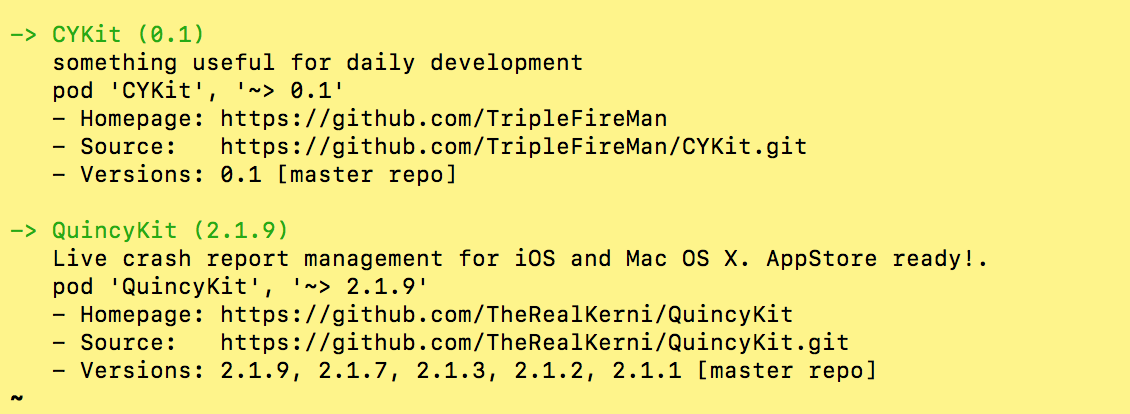 -> CYKit (0.1)
something useful for daily development
pod 'CYKit', '~> 0.1'
- Homepage: https://github.com/TripleFireMan
- Source:   https://github.com/TripleFireMan/CYKit.git
- Versions: 0.1 [master repo]
-> QuincyKit (2.1.9)
Live crash report management for iOS and Mac OS X. AppStore ready!.
pod 'QuincyKit', '~> 2.1.9'
- Homepage: https://github.com/TheRealKerni/QuincyKit
- Source:   https://github.com/TheRealKerni/QuincyKit.git
- Versions: 2.1.9, 2.1.7, 2.1.3, 2.1.2, 2.1.1 [master repo]
~